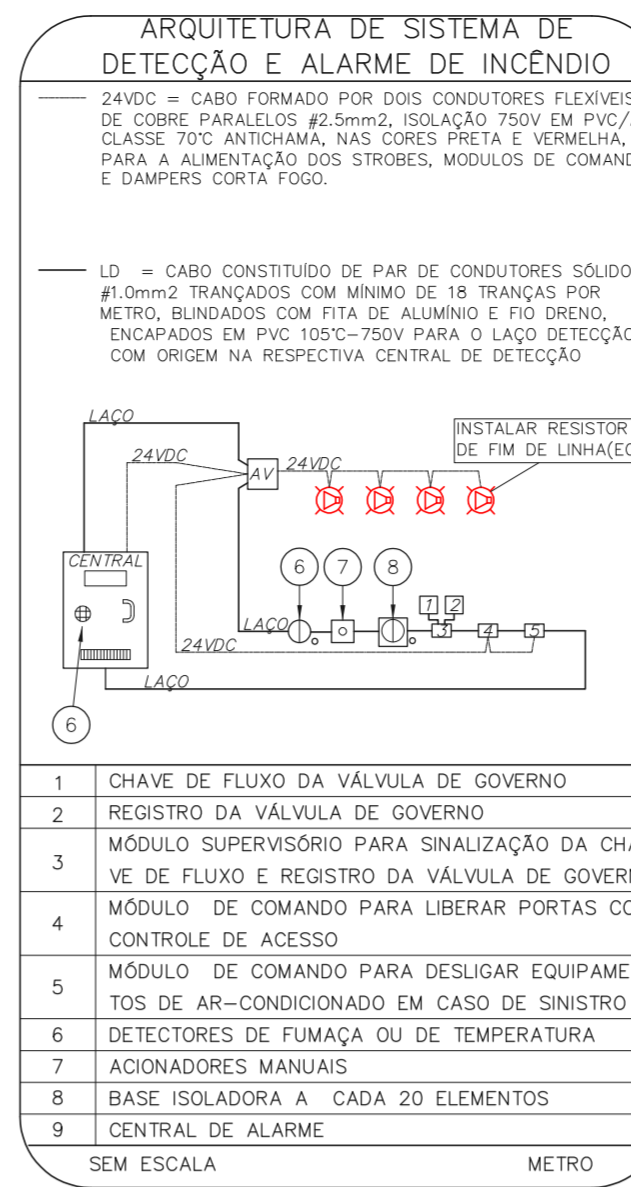 ARQUITETURA DE SISTEMA DE
DETECÇÃO E ALARME DE INCÊNDIO
24VDC = CABO FORMADO POR DOIS CONDUTORES FLEXÍVEIS
DE COBRE PARALELOS #2.5mm2, ISOLAÇÃO 750V EM PVC/
CLASSE 70°C ANTICHAMA, NAS CORES PRETA E VERMELHA,
PARA A ALIMENTAÇÃO DOS STROBES, MODULOS DE COMAND
E DAMPERS CORTA FOGO.
LD = CABO CONSTITUÍDO DE PAR DE CONDUTORES SÓLIDO
#1.0mm2 TRANÇADOS COM MÍNIMO DE 18 TRANÇAS POR
METRO, BLINDADOS COM FITA DE ALUMÍNIO E FIO DRENO,
ENCAPADOS EM PVC 105°C-750V PARA O LAÇO DETECÇÃO
COM ORIGEM NA RESPECTIVA CENTRAL DE DETECÇÃO
LAÇO
INSTALAR RESISTOR
DE FIM DE LINHA(EO
24VDC
AV
24VDC
CENTRAL
6
7
8
1
2
LAÇO
3
4
5
24VDC
LAÇO
6
1 CHAVE DE FLUXO DA VÁLVULA DE GOVERNO
2 REGISTRO DA VÁLVULA DE GOVERNO
3 MÓDULO SUPERVISÓRIO PARA SINALIZAÇÃO DA CHA
VE DE FLUXO E REGISTRO DA VÁLVULA DE GOVERN
4 MÓDULO DE COMANDO PARA LIBERAR PORTAS CO
CONTROLE DE ACESSO
5 MÓDULO DE COMANDO PARA DESLIGAR EQUIPAME
TOS DE AR-CONDICIONADO EM CASO DE SINISTRO
6 DETECTORES DE FUMAÇA OU DE TEMPERATURA
7 ACIONADORES MANUAIS
8 BASE ISOLADORA A CADA 20 ELEMENTOS
9 CENTRAL DE ALARME
SEM ESCALA METRO